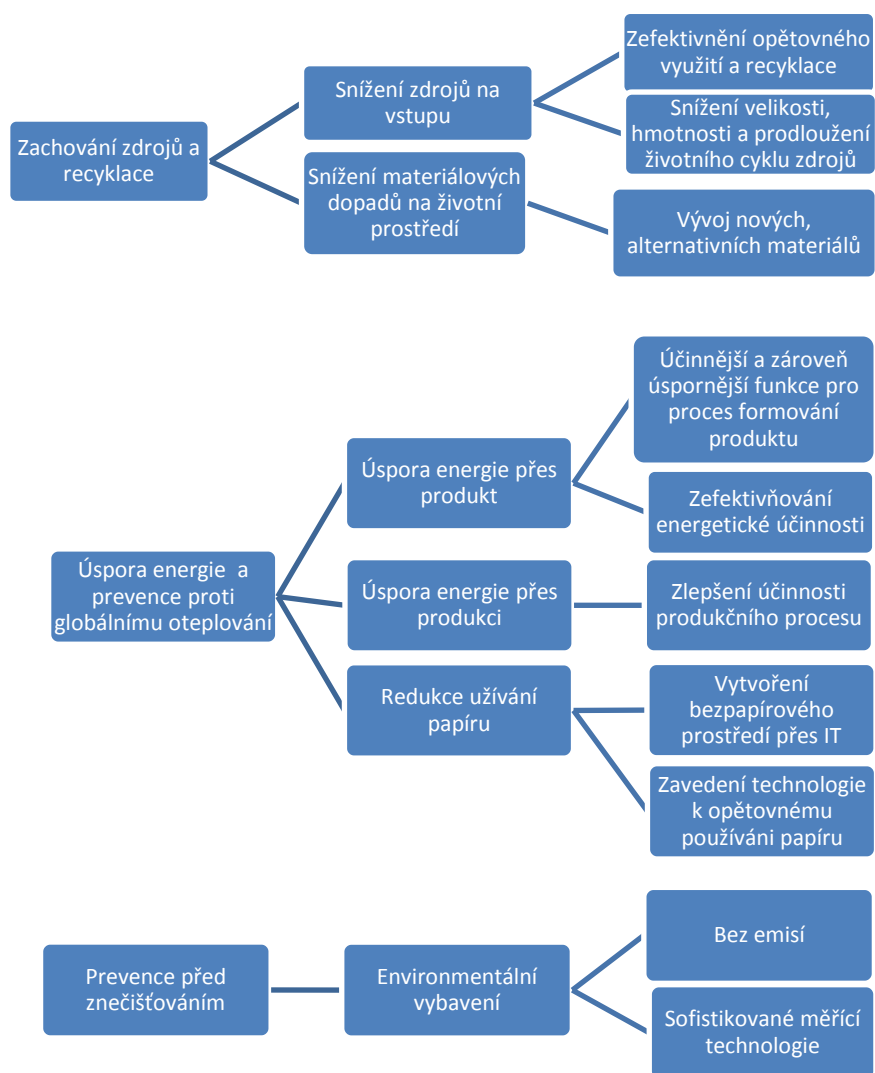 Zachování zdrojů a
recyklace
Snížení zdrojů na
vstupu
Zefektivnění opětovného
využití a recyklace
Snížení velikosti,
hmotnosti a prodloužení
životního cyklu zdrojů
Snížení materiálových
dopadů na životní
prostředí
Vývoj nových,
alternativních materiálů
Úspora energie a
prevence proti
globálnímu oteplování
Úspora energie přes
produkt
Účinnější a zároveň
úspornější funkce pro
proces formování
produktu
Zefektivňování
energetické účinnosti
Úspora energie přes
produkci
Zlepšení účinnosti
produkčního procesu
Redukce užívání
papíru
Vytvoření
bezpapírového
prostředí přes IT
Zavedení technologie
k opětovnému
používáni papíru
Prevence před
znečišťováním
Environmentální
vybavení
Bez emisí
Sofistikované měřící
technologie